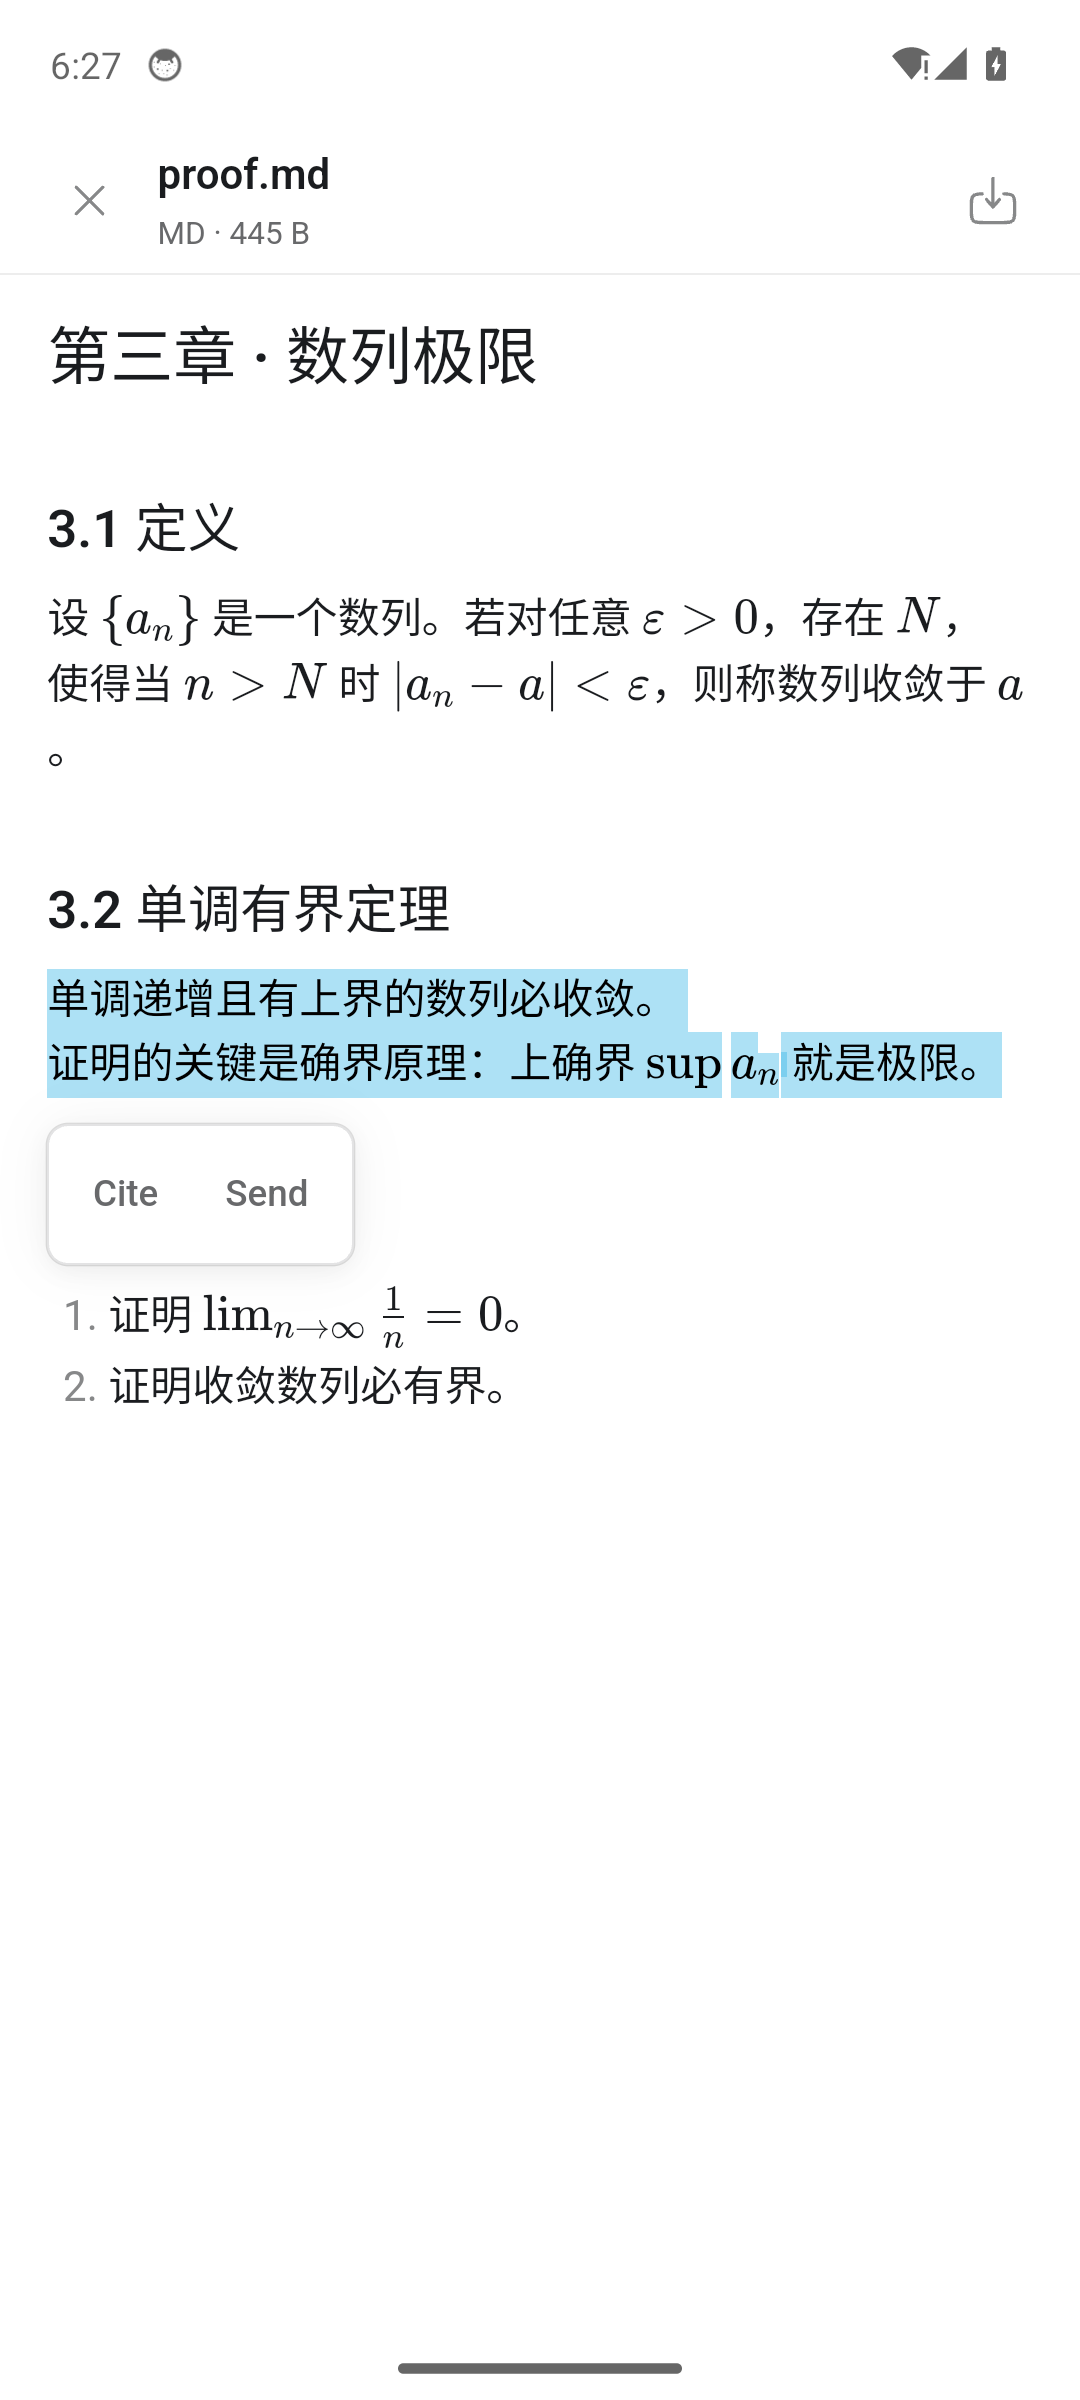 6:27
proof.md
MD · 445 B
第三章 · 数列极限
3.1 定义
设 {aₙ} 是一个数列。若对任意 ε > 0，存在 N，
使得当 n > N 时 |aₙ − a| < ε，则称数列收敛于 a
。
3.2 单调有界定理
单调递增且有上界的数列必收敛。
证明的关键是确界原理：上确界 sup aₙ 就是极限。
Cite Send
1. 证明 limₙ→∞ 1/n = 0。
2. 证明收敛数列必有界。